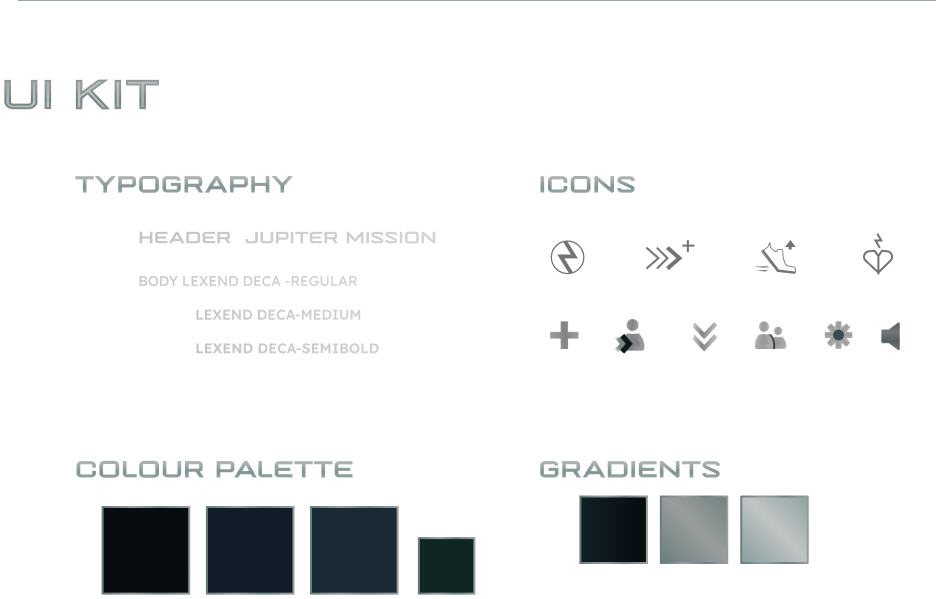 UI KIT
TYPOGRAPHY
HEADER JUPITER MISSION
BODY LEXEND DECA -REGULAR
LEXEND DECA-MEDIUM
LEXEND DECA-SEMIBOLD
ICONS
COLOUR PALETTE
GRADIENTS